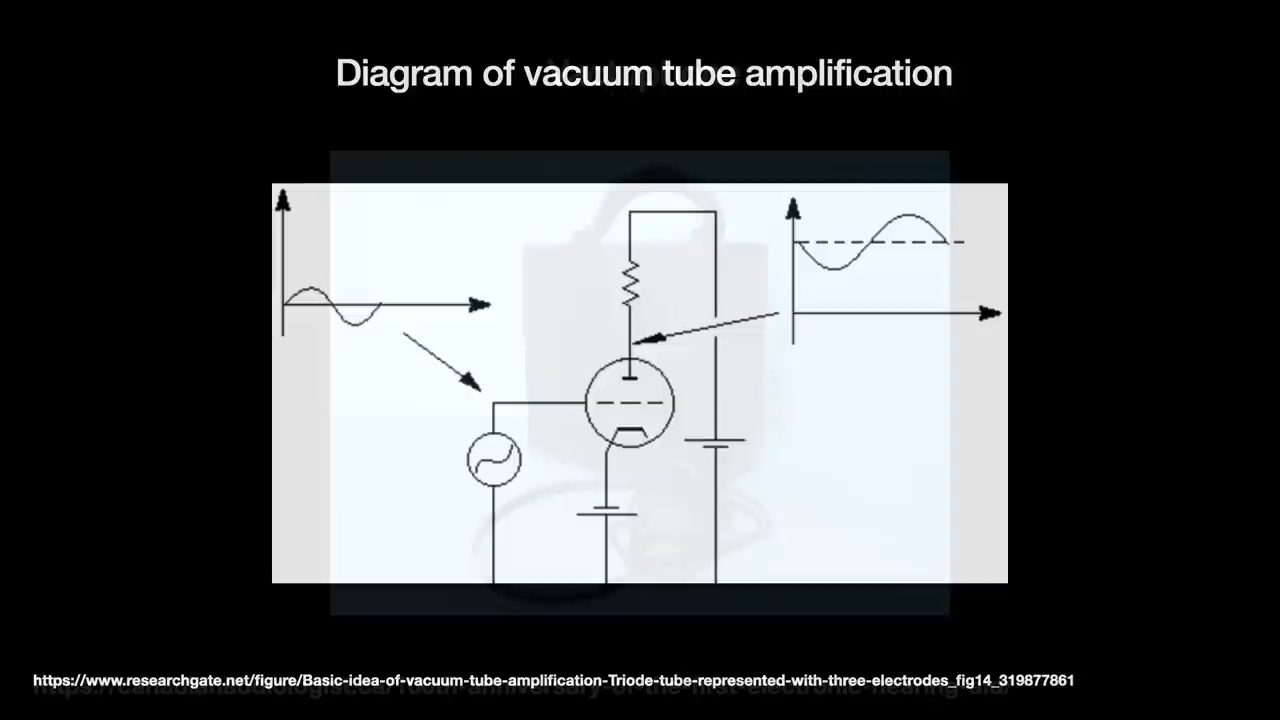 Diagram of vacuum tube amplification
https://www.researchgate.net/figure/Basic-idea-of-vacuum-tube-amplification-Triode-tube-represented-with-three-electrodes_fig14_319877861